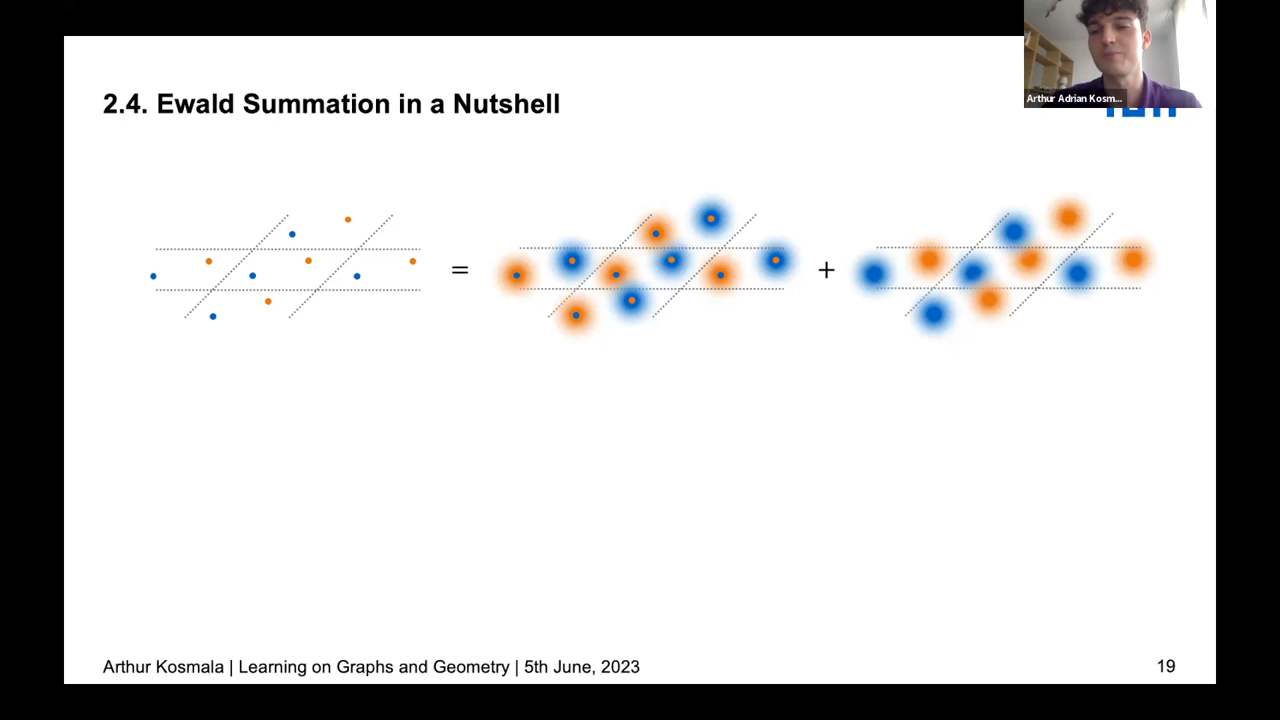 2.4. Ewald Summation in a Nutshell
Arthur Adrian Kosm...
=
+
Arthur Kosmala | Learning on Graphs and Geometry | 5th June, 2023
19